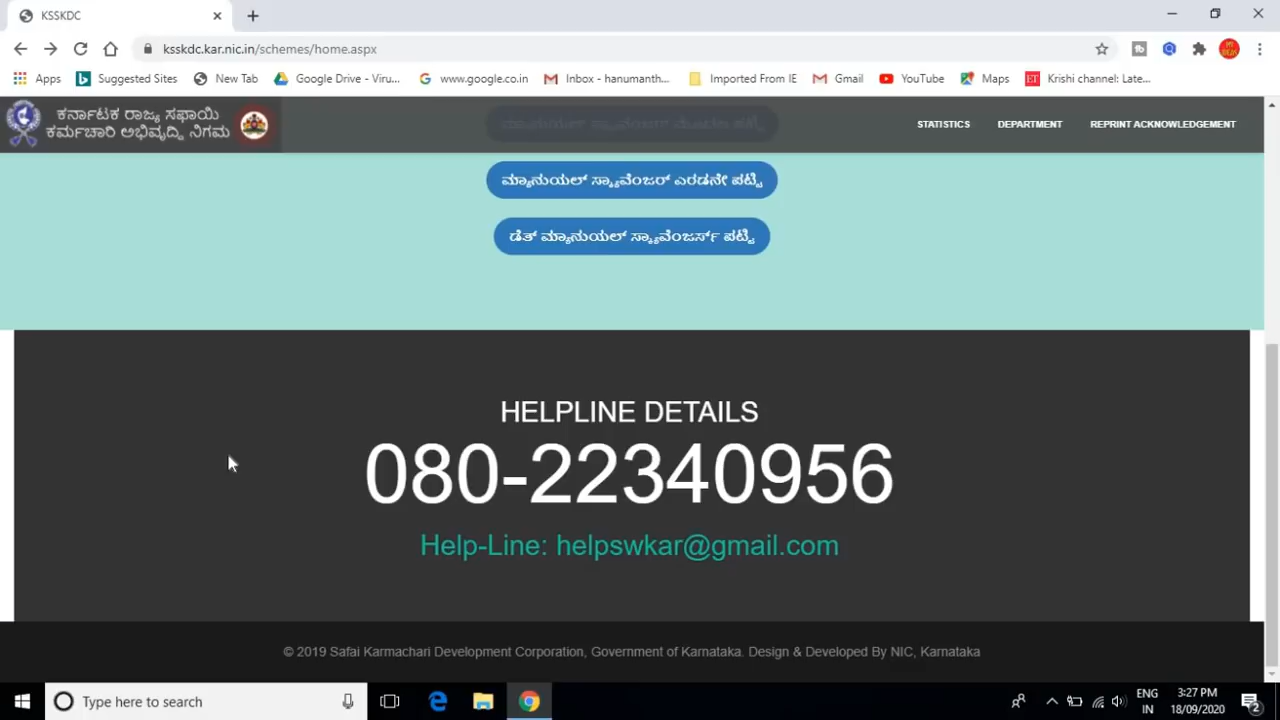 KSSKDC
ksskdc.kar.nic.in/schemes/home.aspx
Apps
Suggested Sites
New Tab
Google Drive - Viru...
www.google.co.in
Inbox - hanumanth...
Imported From IE
Gmail
YouTube
Maps
Krishi channel: Late...
ಕರ್ನಾಟಕ ರಾಜ್ಯ ಸಫಾಯಿ
ಕರ್ಮಚಾರಿ ಅಭಿವೃದ್ಧಿ ನಿಗಮ
STATISTICS
DEPARTMENT
REPRINT ACKNOWLEDGEMENT
ಮ್ಯಾನುಯಲ್ ಸ್ಕ್ಯಾವೆಂಜರ್ ಎರಡನೇ ಪಟ್ಟಿ
ಡೆತ್ ಮ್ಯಾನುಯಲ್ ಸ್ಕ್ಯಾವೆಂಜರ್ಸ್ ಪಟ್ಟಿ
HELPLINE DETAILS
080-22340956
Help-Line: helpswkar@gmail.com
© 2019 Safai Karmachari Development Corporation, Government of Karnataka. Design & Developed By NIC, Karnataka
Type here to search
ENG
IN
3:27 PM
18/09/2020
2